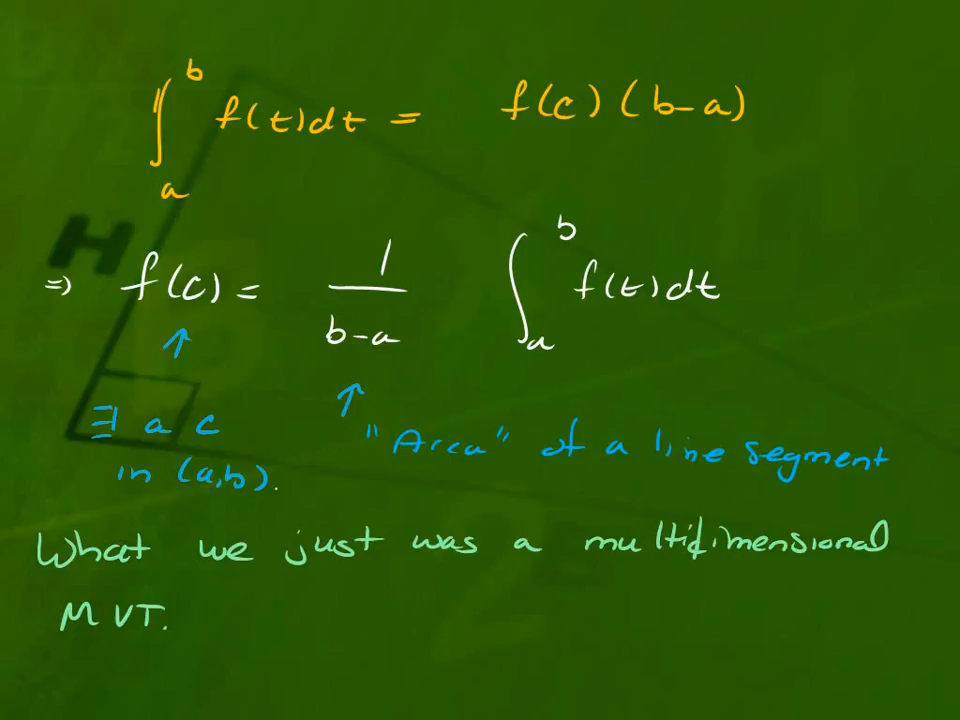 ∫_a^b f(t)dt = f(c)(b-a)
⇒ f(c) = 1/(b-a) ∫_a^b f(t)dt
↑ ↑
∃ a c "Area" of a line segment
in (a,b).
What we just was a multidimensional
MVT.
H